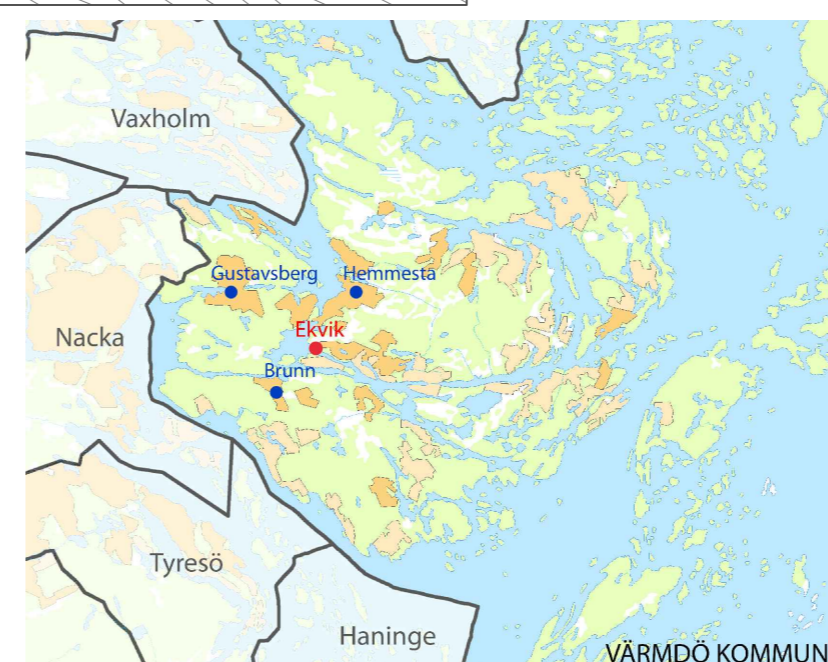 Vaxholm
Gustavsberg
Hemmesta
Nacka
Ekvik
Brunn
Tyresö
Haninge
VÄRMDÖ KOMMUN